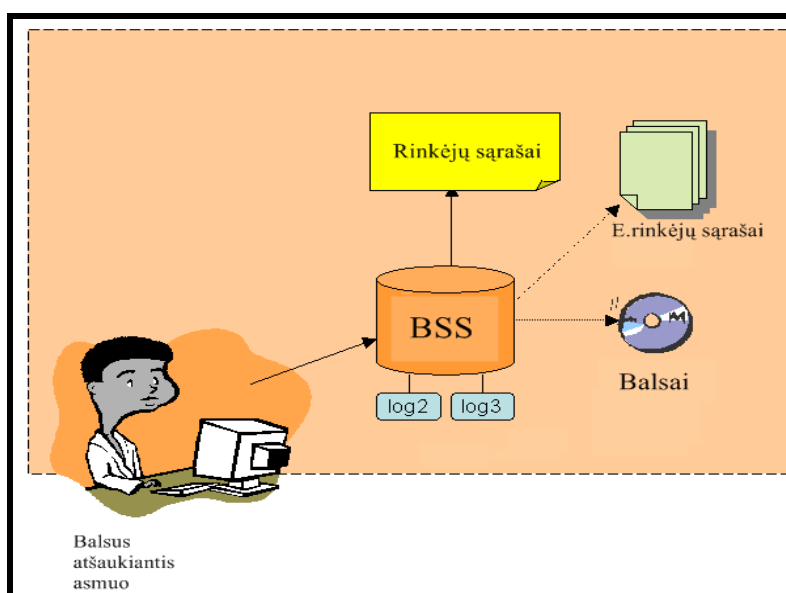 Rinkėjų sąrašai
E.rinkėjų sąrašai
BSS
Balsai
log2
log3
Balsus
atšaukiantis
asmuo